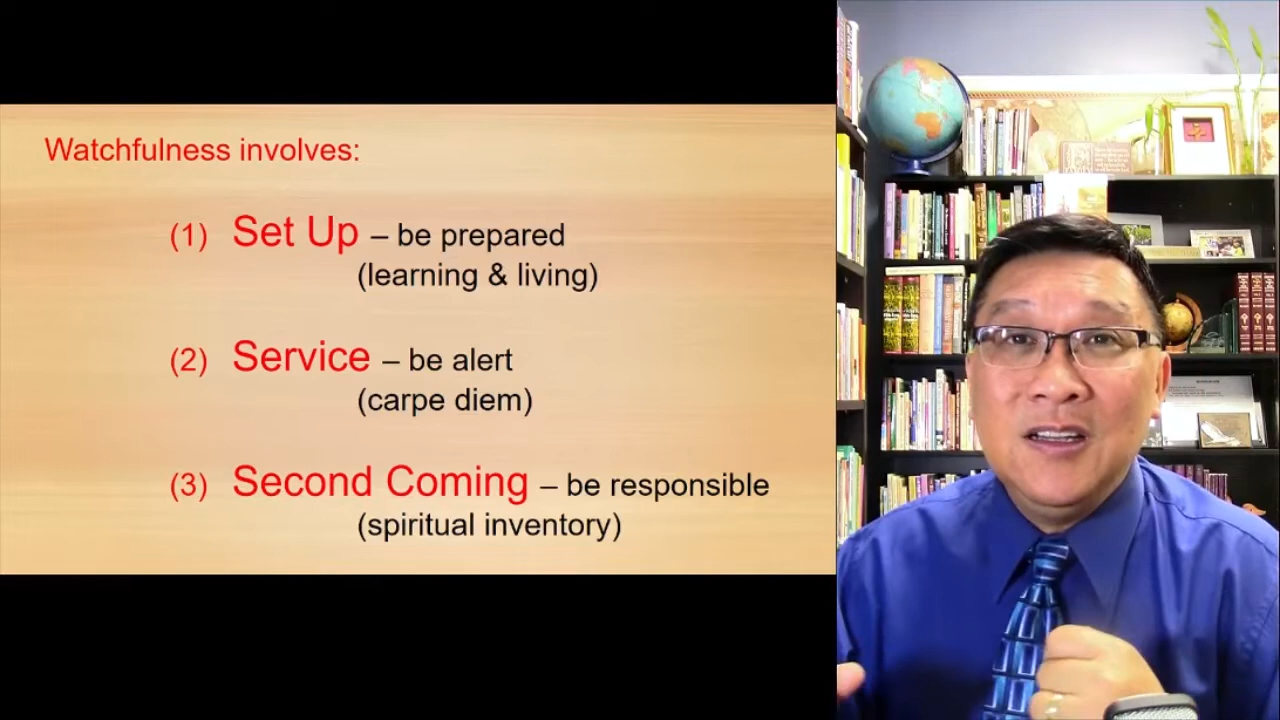 Watchfulness involves:
(1) Set Up – be prepared
(learning & living)
(2) Service – be alert
(carpe diem)
(3) Second Coming – be responsible
(spiritual inventory)